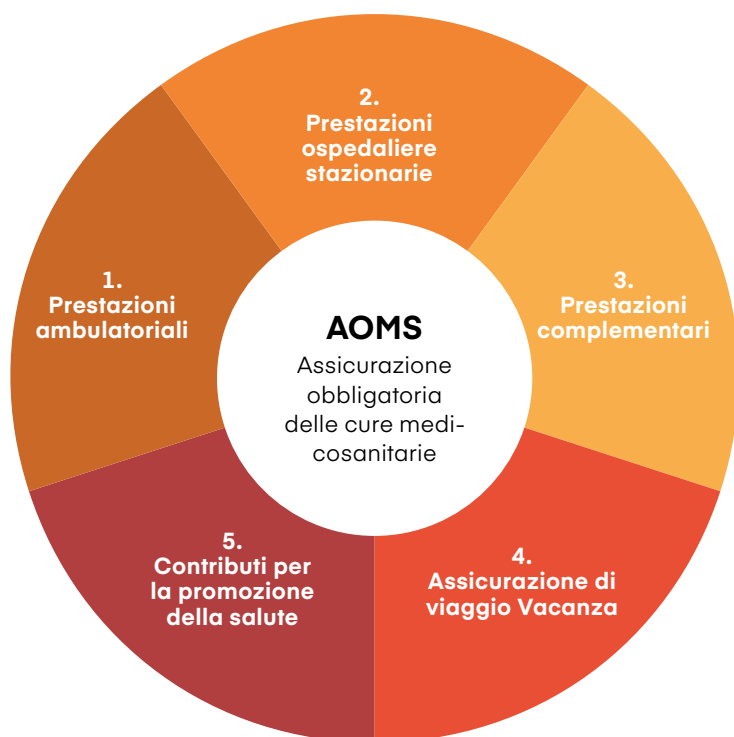 2.
Prestazioni
ospedaliere
stazionarie
1.
Prestazioni
ambulatoriali
3.
Prestazioni
complementari
AOMS
Assicurazione
obbligatoria
delle cure medi-
cosanitarie
5.
Contributi per
la promozione
della salute
4.
Assicurazione di
viaggio Vacanza